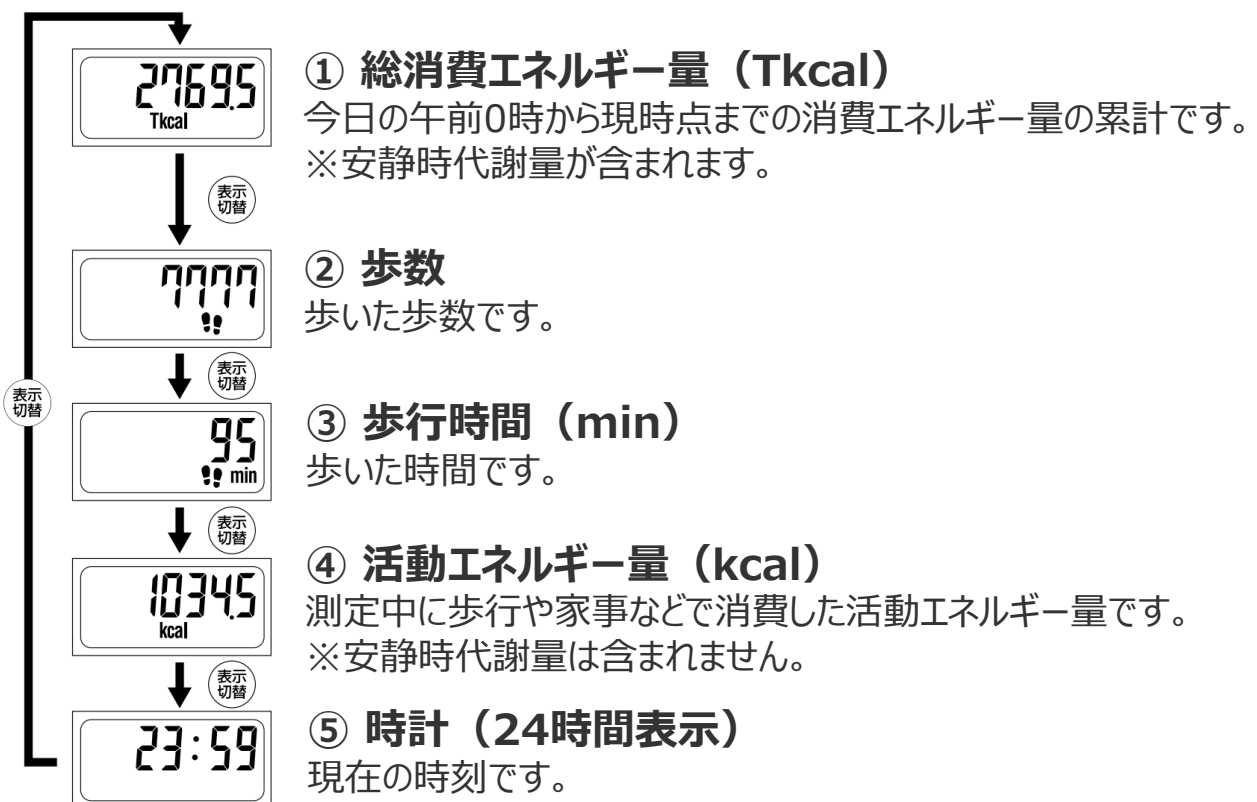 2769.5
Tkcal
① 総消費エネルギー量（Tkcal）
今日の午前0時から現時点までの消費エネルギー量の累計です。
※安静時代謝量が含まれます。
表示
切替
7777
② 歩数
歩いた歩数です。
表示
切替
表示
切替
95
min
③ 歩行時間（min）
歩いた時間です。
表示
切替
1034.5
kcal
④ 活動エネルギー量（kcal）
測定中に歩行や家事などで消費した活動エネルギー量です。
※安静時代謝量は含まれません。
表示
切替
23:59
⑤ 時計（24時間表示）
現在の時刻です。